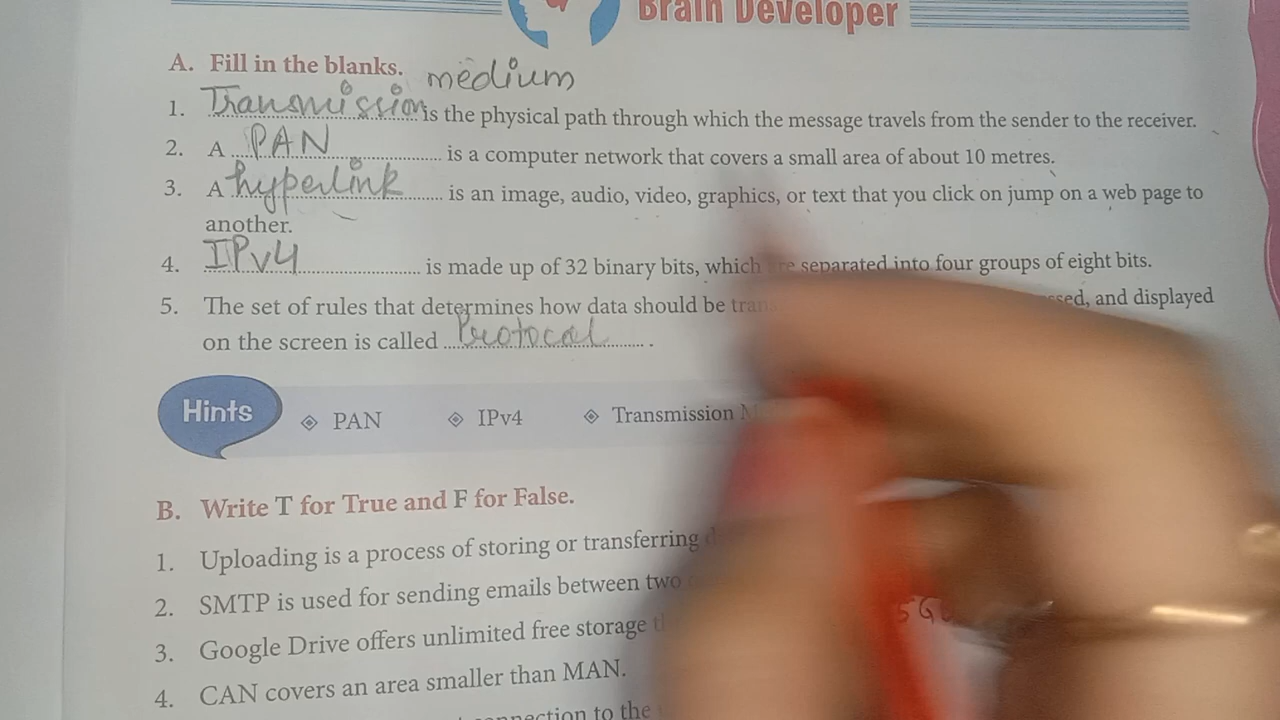 Brain Developer
A. Fill in the blanks.
medium
1. Transmission is the physical path through which the message travels from the sender to the receiver.
2. A PAN is a computer network that covers a small area of about 10 metres.
3. A hyperlink is an image, audio, video, graphics, or text that you click on jump on a web page to
another.
4. IPv4 is made up of 32 binary bits, which are separated into four groups of eight bits.
5. The set of rules that determines how data should be and displayed
on the screen is called Protocol.
Hints PAN IPv4 Transmission
B. Write T for True and F for False.
1. Uploading is a process of storing or transferring
2. SMTP is used for sending emails between two
3. Google Drive offers unlimited free storage
4. CAN covers an area smaller than MAN.
connection to the